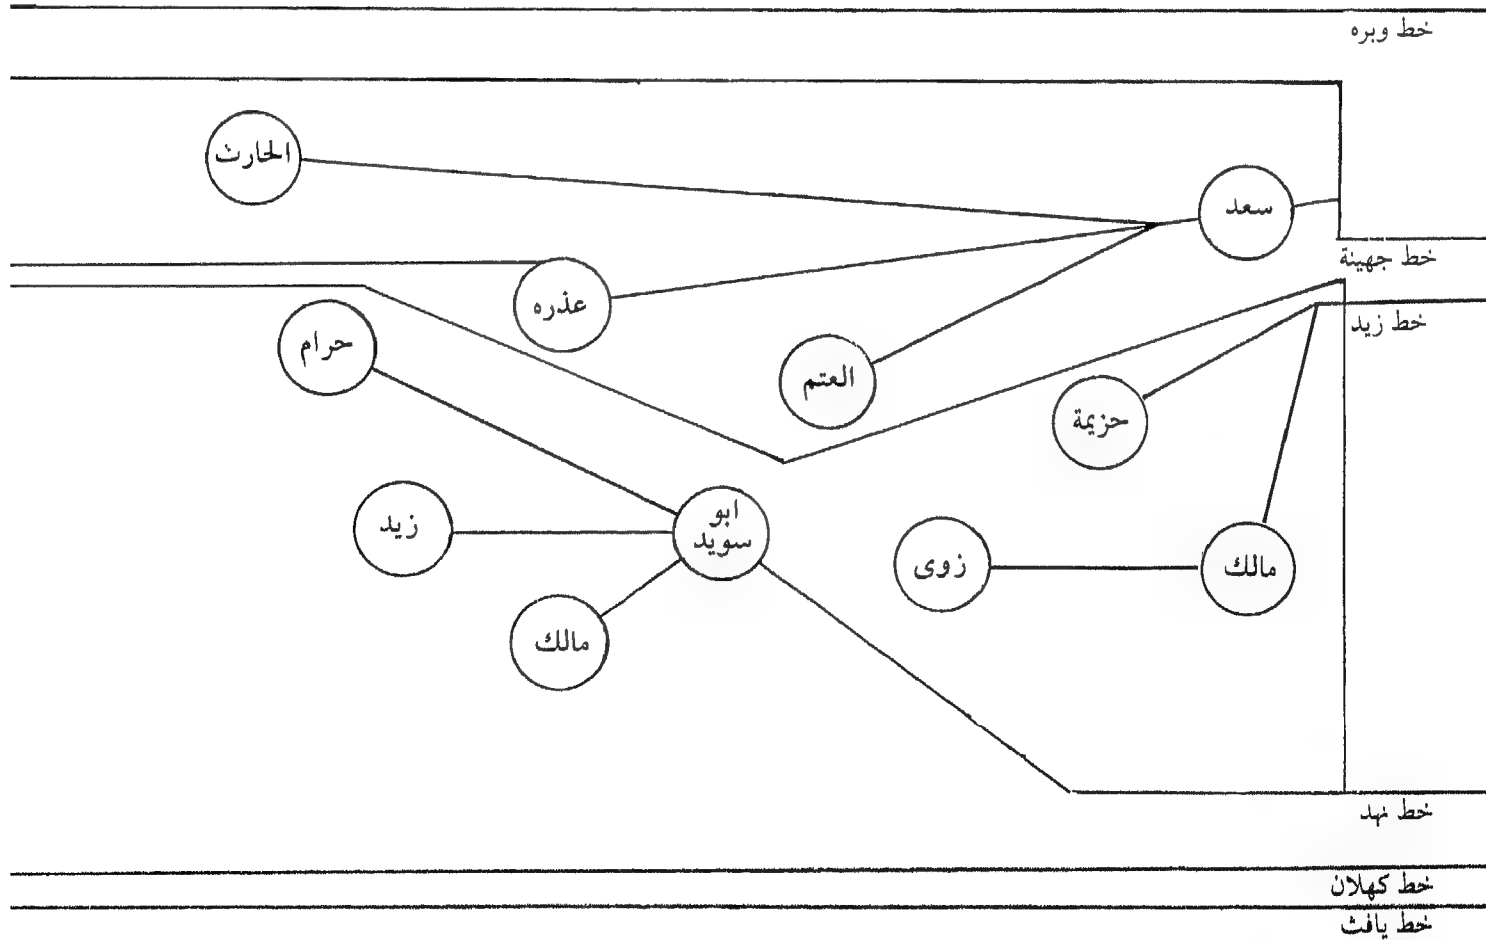 خط وبره
الحارث
سعد
خط جهينة
عذره
خط زيد
حرام
العتم
حزيمة
ابو
سويد
زيد
زوى
مالك
مالك
خط نهد
خط كهلان
خط يافث